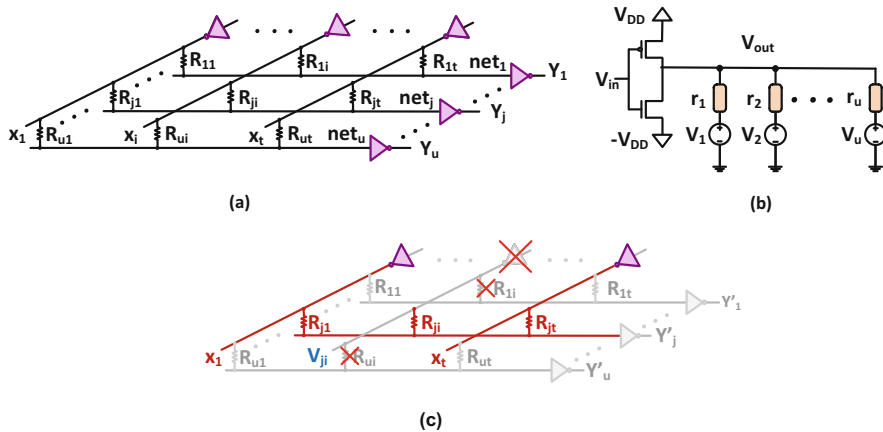 (a)
R11 R1i R1t net1 Y1
Rj1 Rji Rjt netj Yj
x1 Ru1 xi Rui xt Rut netu Yu
(b)
VDD
Vout
Vin
-VDD
r1 r2 ru
V1 V2 Vu
R11 R1i R1t Y'1
Rj1 Rji Rjt Y'j
x1 Ru1 Vji Rui xt Rut Y'u
(c)